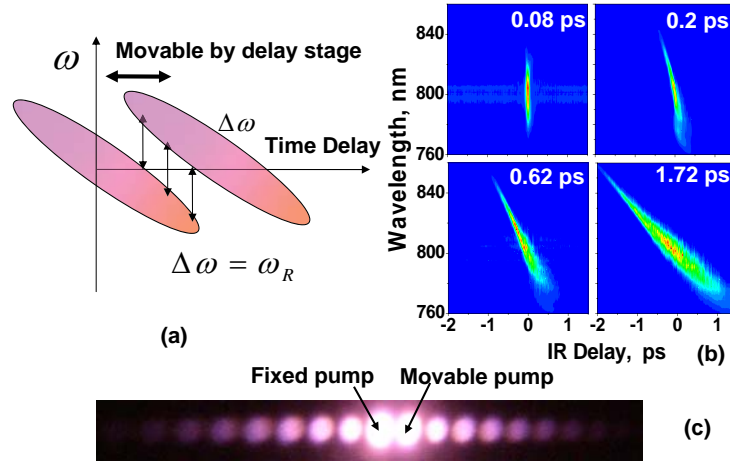 Movable by delay stage
ω
Δω
Time Delay
Δω = ω_R
(a)
Wavelength, nm
840
800
760
840
800
760
0.08 ps
0.2 ps
0.62 ps
1.72 ps
-2 -1 0 1 -2 -1 0 1
IR Delay, ps
(b)
Fixed pump
Movable pump
(c)